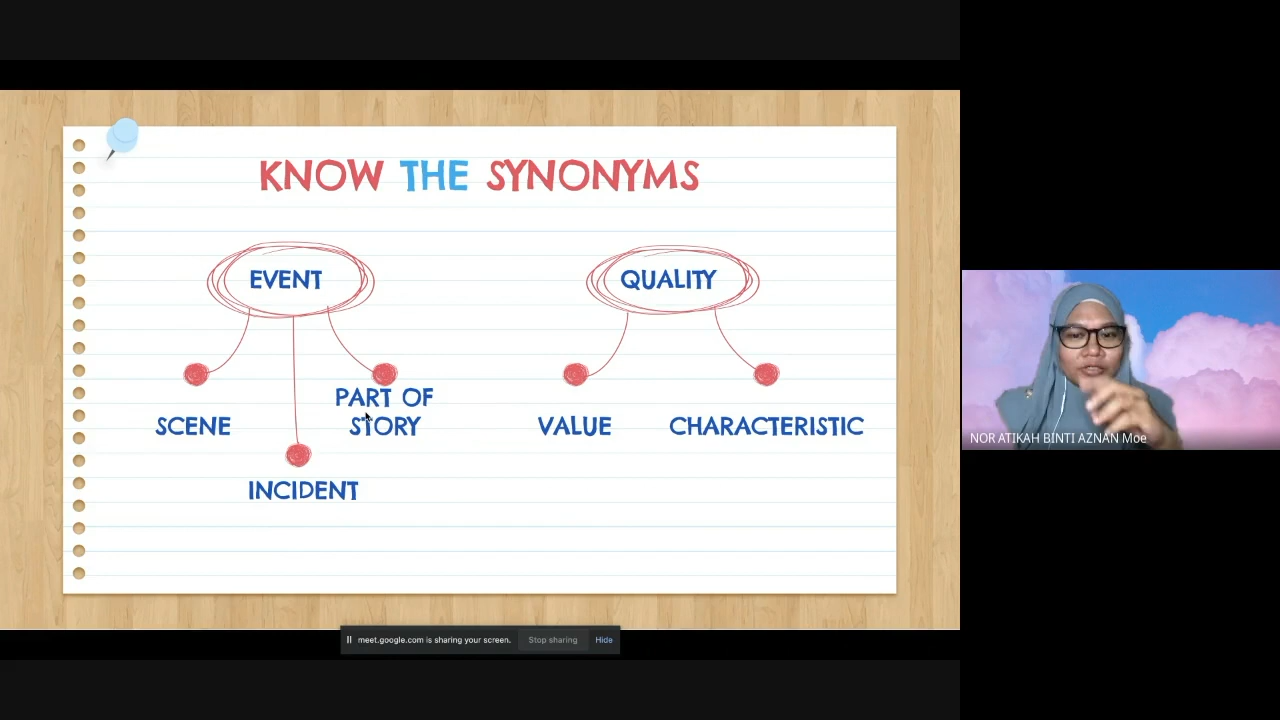 KNOW THE SYNONYMS
EVENT
SCENE
INCIDENT
PART OF
STORY
QUALITY
VALUE
CHARACTERISTIC
NOR ATIKAH BINTI AZNAN Moe
meet.google.com is sharing your screen.
Stop sharing
Hide